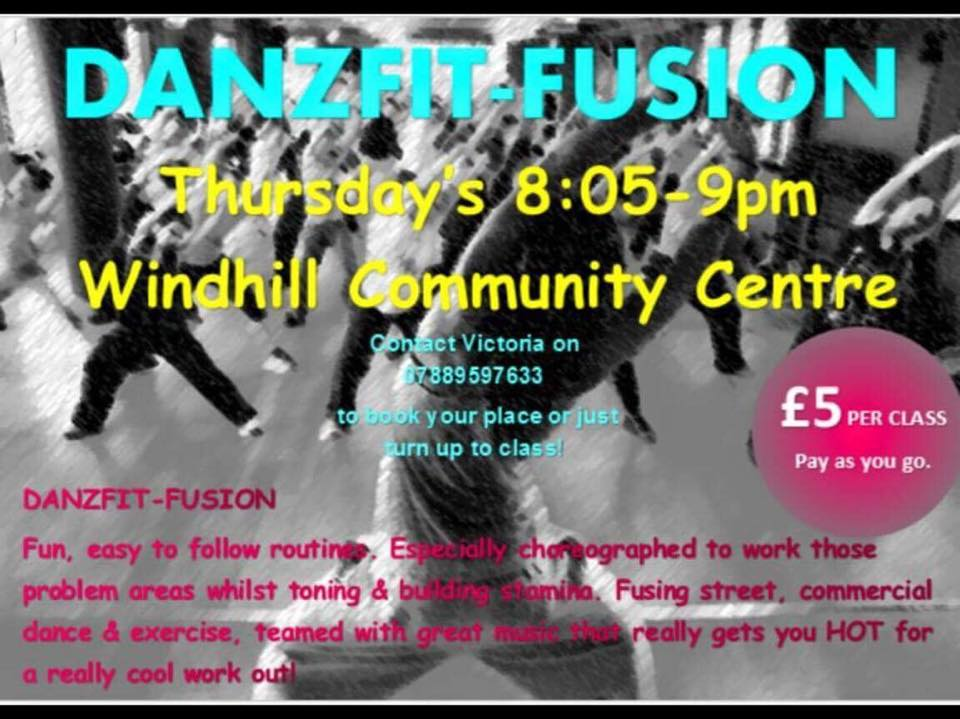 DANZFIT-FUSION
Thursday's 8:05-9pm
Windhill Community Centre
Contact Victoria on
07889597633
to book your place or just
turn up to class!
£5 PER CLASS
Pay as you go.
DANZFIT-FUSION
Fun, easy to follow routines. Especially choreographed to work those
problem areas whilst toning & building stamina. Fusing street, commercial
dance & exercise, teamed with great music that really gets you HOT for
a really cool work out!